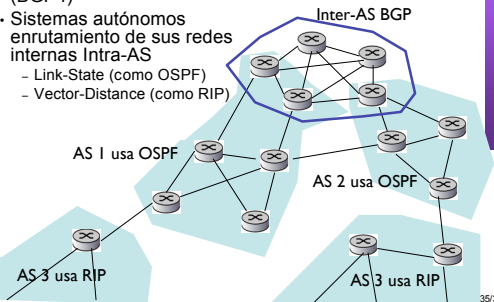 (BGP4)
• Sistemas autónomos
enrutamiento de sus redes
internas Intra-AS
– Link-State (como OSPF)
– Vector-Distance (como RIP)
Inter-AS BGP
AS 1 usa OSPF
AS 2 usa OSPF
AS 3 usa RIP
AS 3 usa RIP